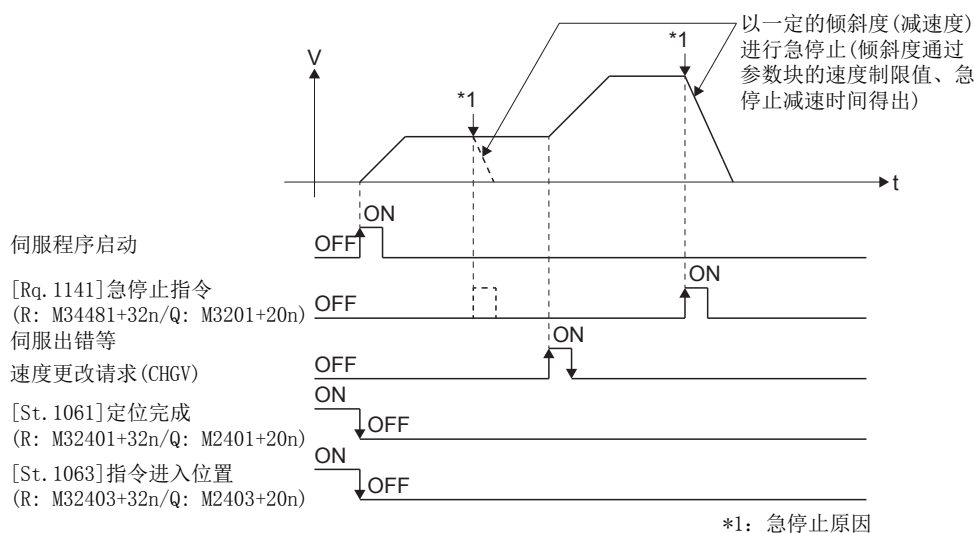 以一定的倾斜度(减速度)
进行急停止(倾斜度通过
参数块的速度制限值、急
停止减速时间得出)
V
*1
*1
t
伺服程序启动
OFF
ON
[Rq.1141]急停止指令
(R: M34481+32n/Q: M3201+20n)
伺服出错等
OFF
ON
速度更改请求(CHGV)
OFF
ON
[St.1061]定位完成
(R: M32401+32n/Q: M2401+20n)
ON
OFF
[St.1063]指令进入位置
(R: M32403+32n/Q: M2403+20n)
ON
OFF
*1: 急停止原因